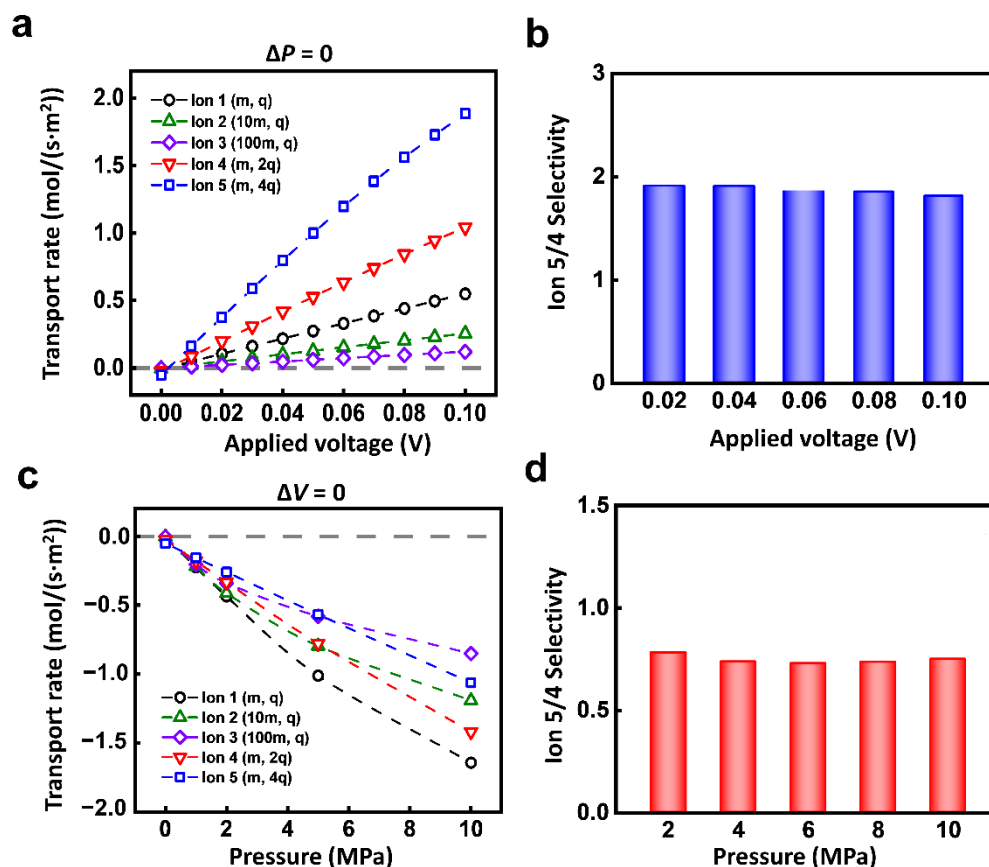 a
ΔP = 0
Transport rate (mol/(s·m²))
2.0
1.5
1.0
0.5
0.0
Ion 1 (m, q)
Ion 2 (10m, q)
Ion 3 (100m, q)
Ion 4 (m, 2q)
Ion 5 (m, 4q)
0.00 0.02 0.04 0.06 0.08 0.10
Applied voltage (V)
b
Ion 5/4 Selectivity
3
2
1
0
0.02 0.04 0.06 0.08 0.10
Applied voltage (V)
c
ΔV = 0
Transport rate (mol/(s·m²))
0.0
−0.5
−1.0
−1.5
−2.0
Ion 1 (m, q)
Ion 2 (10m, q)
Ion 3 (100m, q)
Ion 4 (m, 2q)
Ion 5 (m, 4q)
0 2 4 6 8 10
Pressure (MPa)
d
Ion 5/4 Selectivity
1.5
1.0
0.5
0.0
2 4 6 8 10
Pressure (MPa)